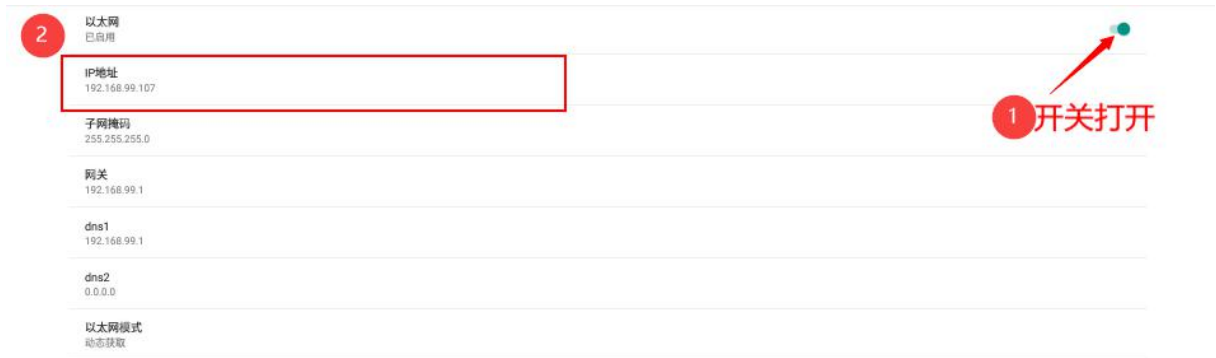 2
以太网
已启用
IP地址
192.168.99.107
1 开关打开
子网掩码
255.255.255.0
网关
192.168.99.1
dns1
192.168.99.1
dns2
0.0.0.0
以太网模式
动态获取